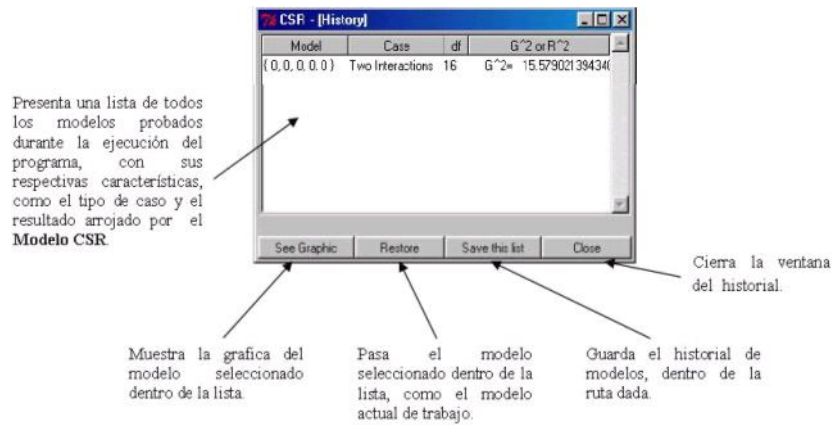 CSR - [History]
Model Case df G^2 or R^2
{ 0, 0, 0, 0, 0 } Two Interactions 16 G^2= 15.579021394340
Presenta una lista de todos
los modelos probados
durante la ejecución del
programa, con sus
respectivas características,
como el tipo de caso y el
resultado arrojado por el
Modelo CSR.
See Graphic Restore Save this list Close
Cierra la ventana
del historial.
Muestra la grafica del
modelo seleccionado
dentro de la lista.
Pasa el modelo
seleccionado dentro de la
lista, como el modelo
actual de trabajo.
Guarda el historial de
modelos, dentro de la
ruta dada.